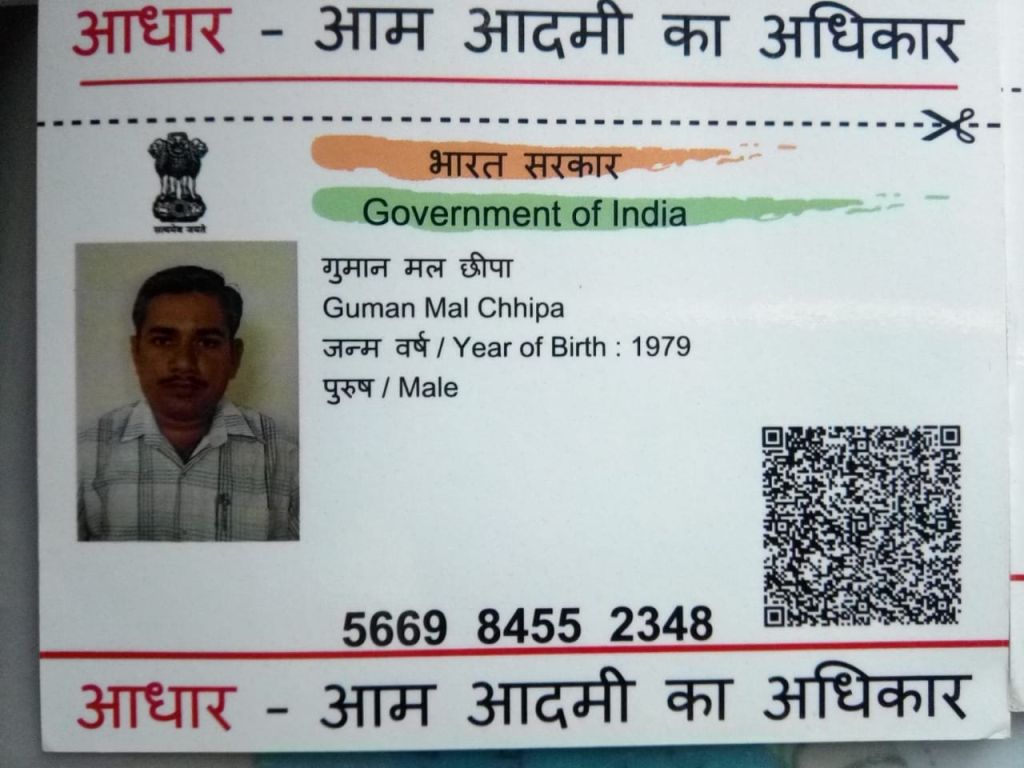 आधार - आम आदमी का अधिकार
सत्यमेव जयते
भारत सरकार
Government of India
गुमान मल छीपा
Guman Mal Chhipa
जन्म वर्ष / Year of Birth : 1979
पुरुष / Male
5669 8455 2348
आधार - आम आदमी का अधिकार